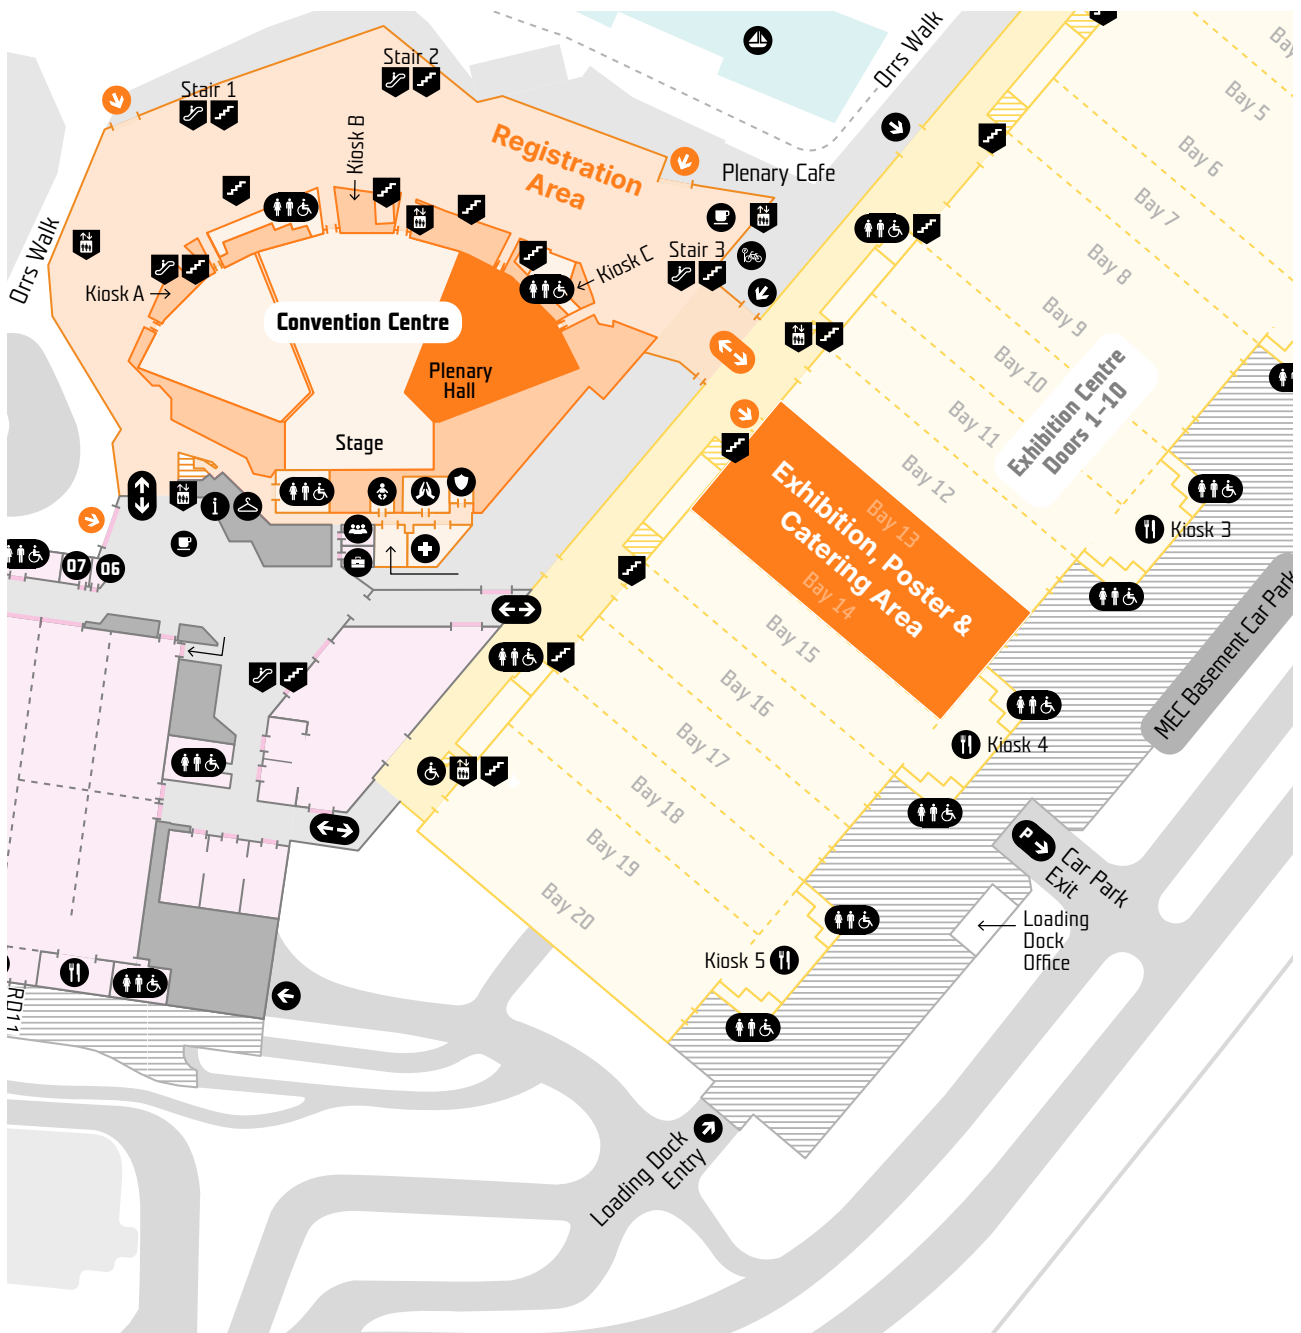 Orrs Walk
Stair 2
Stair 1
Kiosk B
Registration
Area
Plenary Cafe
Orrs Walk
Stair 3
Kiosk C
Kiosk A
Convention Centre
Plenary
Hall
Stage
i
07
06
Bay 5
Bay 6
Bay 7
Bay 8
Bay 9
Bay 10
Bay 11
Bay 12
Exhibition Centre
Doors 1-10
Bay 13
Bay 14
Exhibition, Poster &
Catering Area
Bay 15
Bay 16
Bay 17
Bay 18
Bay 19
Bay 20
Kiosk 3
MEC Basement Car Park
Kiosk 4
P
Car Park
Exit
Loading
Dock
Office
Kiosk 5
RD11
Loading Dock
Entry